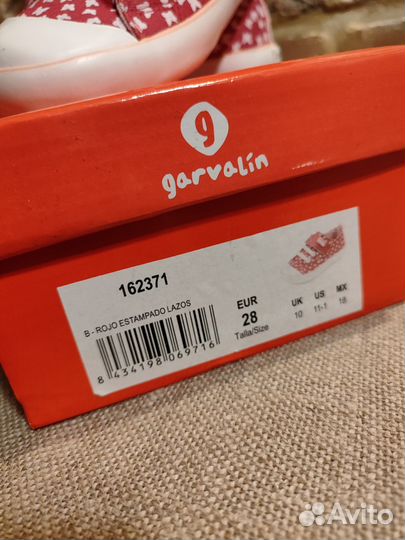 g
garvalín
162371
B - ROJO ESTAMPADO LAZOS
8 434198 069716
EUR
28
Talla/Size
UK
10
US
11-1
MX
18
Avito